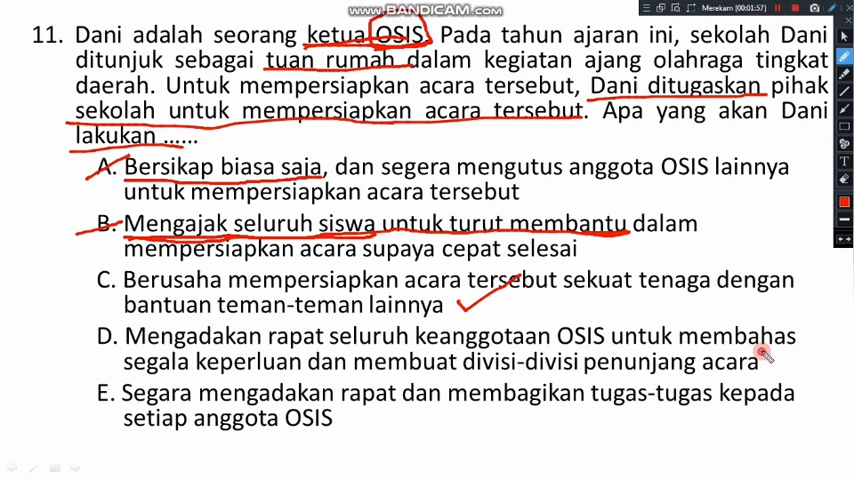 www.BANDICAM.com
Merekam [00:01:57]
11. Dani adalah seorang ketua OSIS. Pada tahun ajaran ini, sekolah Dani
ditunjuk sebagai tuan rumah dalam kegiatan ajang olahraga tingkat
daerah. Untuk mempersiapkan acara tersebut, Dani ditugaskan pihak
sekolah untuk mempersiapkan acara tersebut. Apa yang akan Dani
lakukan ......
A. Bersikap biasa saja, dan segera mengutus anggota OSIS lainnya
untuk mempersiapkan acara tersebut
B. Mengajak seluruh siswa untuk turut membantu dalam
mempersiapkan acara supaya cepat selesai
C. Berusaha mempersiapkan acara tersebut sekuat tenaga dengan
bantuan teman-teman lainnya
D. Mengadakan rapat seluruh keanggotaan OSIS untuk membahas
segala keperluan dan membuat divisi-divisi penunjang acara
E. Segara mengadakan rapat dan membagikan tugas-tugas kepada
setiap anggota OSIS